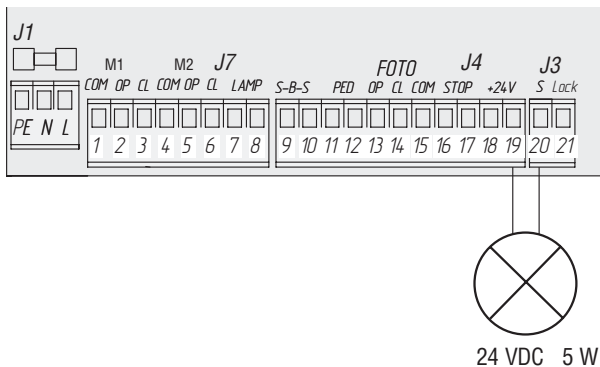 J1
M1 M2 J7 FOTO J4 J3
COM OP CL COM OP CL LAMP S-B-S PED OP CL COM STOP +24V S Lock
PE N L
1 2 3 4 5 6 7 8 9 10 11 12 13 14 15 16 17 18 19 20 21
24 VDC 5 W